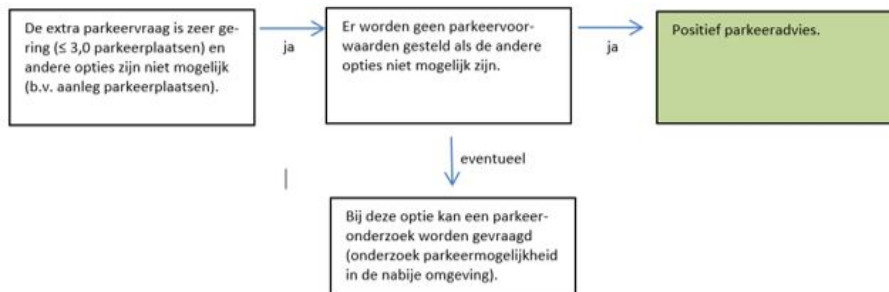 De extra parkeervraag is zeer ge-
ring (≤ 3,0 parkeerplaatsen) en
andere opties zijn niet mogelijk
(b.v. aanleg parkeerplaatsen).
ja
Er worden geen parkeervoor-
waarden gesteld als de andere
opties niet mogelijk zijn.
ja
Positief parkeeradvies.
eventueel
Bij deze optie kan een parkeer-
onderzoek worden gevraagd
(onderzoek parkeermogelijkheid
in de nabije omgeving).